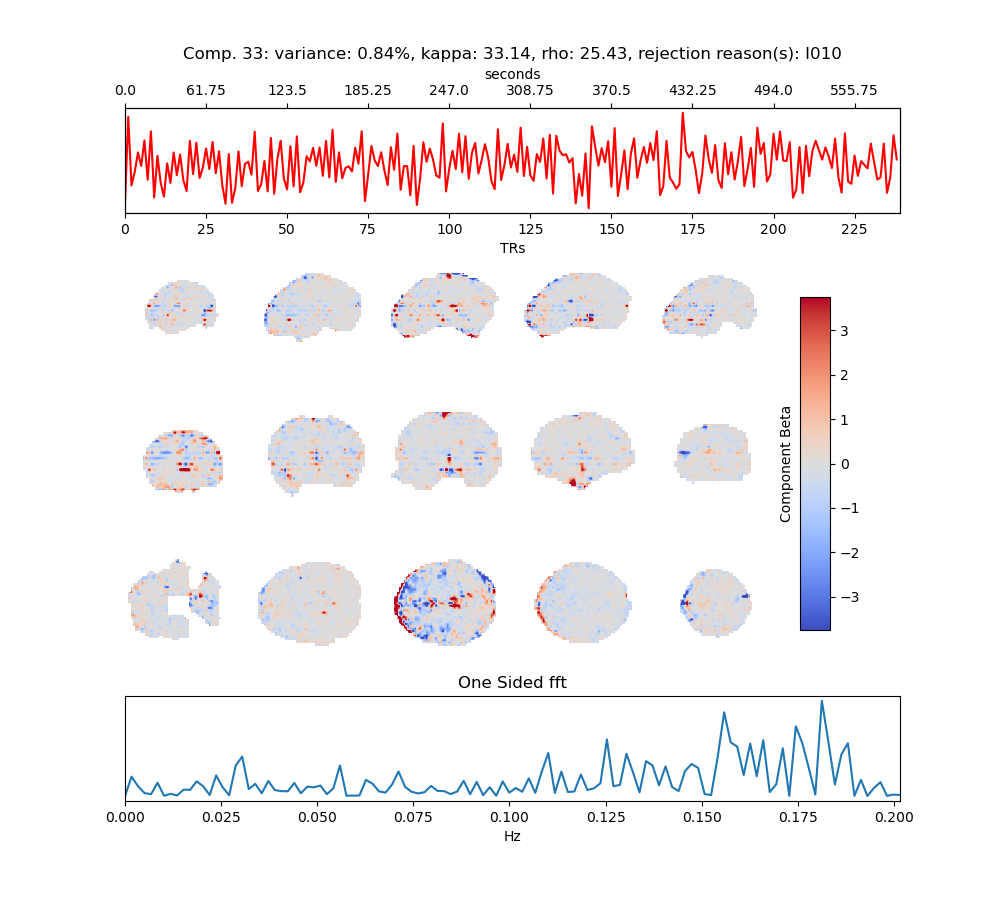 Comp. 33: variance: 0.84%, kappa: 33.14, rho: 25.43, rejection reason(s): I010
seconds
0.0 61.75 123.5 185.25 247.0 308.75 370.5 432.25 494.0 555.75
0 25 50 75 100 125 150 175 200 225
TRs
3
2
1
0
−1
−2
−3
Component Beta
One Sided fft
0.000 0.025 0.050 0.075 0.100 0.125 0.150 0.175 0.200
Hz